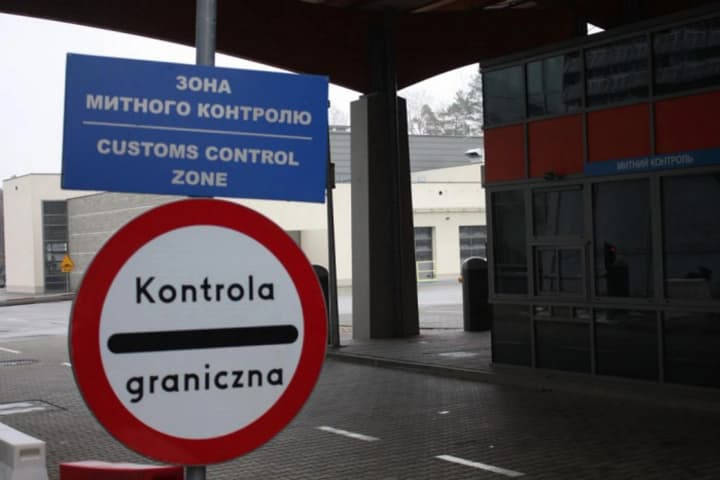 ЗОНА
МИТНОГО КОНТРОЛЮ
CUSTOMS CONTROL
ZONE
Kontrola
graniczna
МИТНИЙ КОНТРОЛЬ